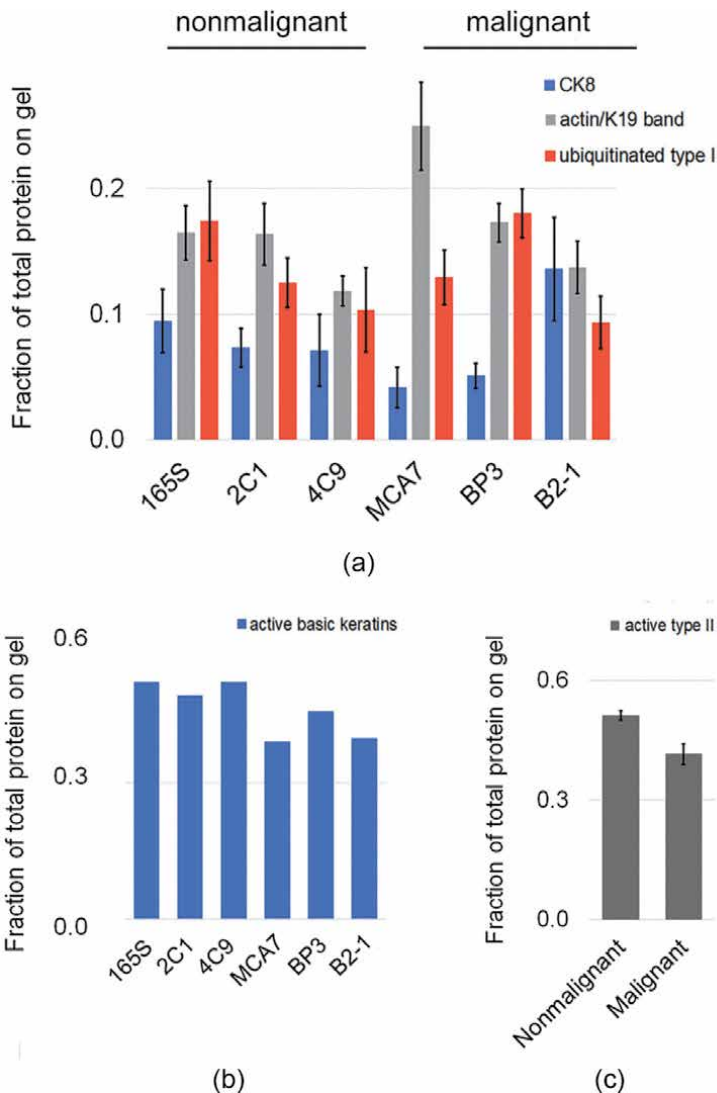 nonmalignant malignant
CK8
actin/K19 band
ubiquitinated type I
Fraction of total protein on gel
0.2
0.1
0.0
165S 2C1 4C9 MCA7 BP3 B2-1
(a)
active basic keratins
Fraction of total protein on gel
0.6
0.3
0.0
165S 2C1 4C9 MCA7 BP3 B2-1
(b)
active type II
Fraction of total protein on gel
0.6
0.3
0.0
Nonmalignant Malignant
(c)